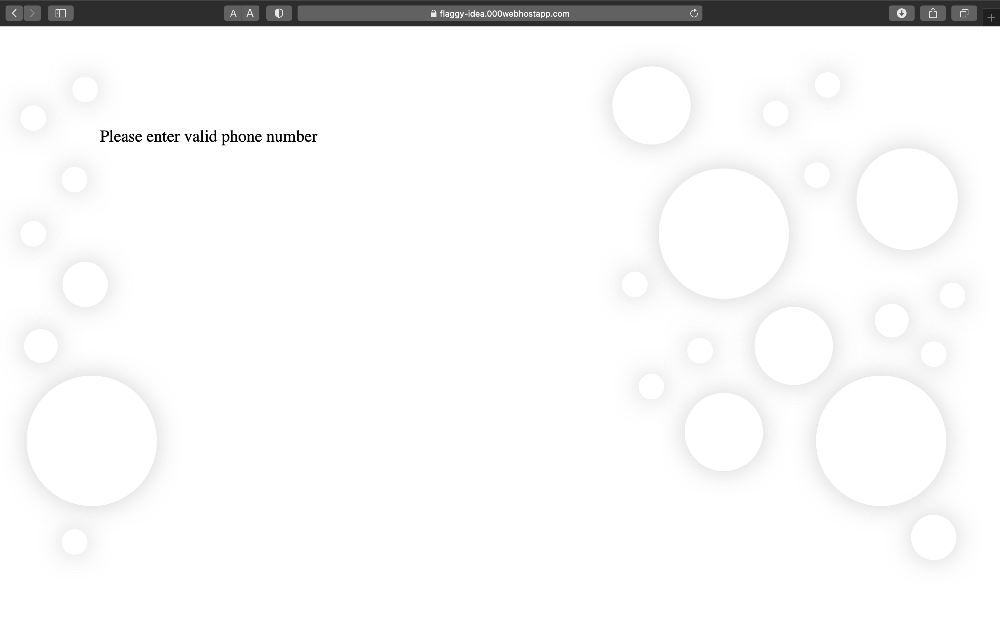 A A flaggy-idea.000webhostapp.com
Please enter valid phone number